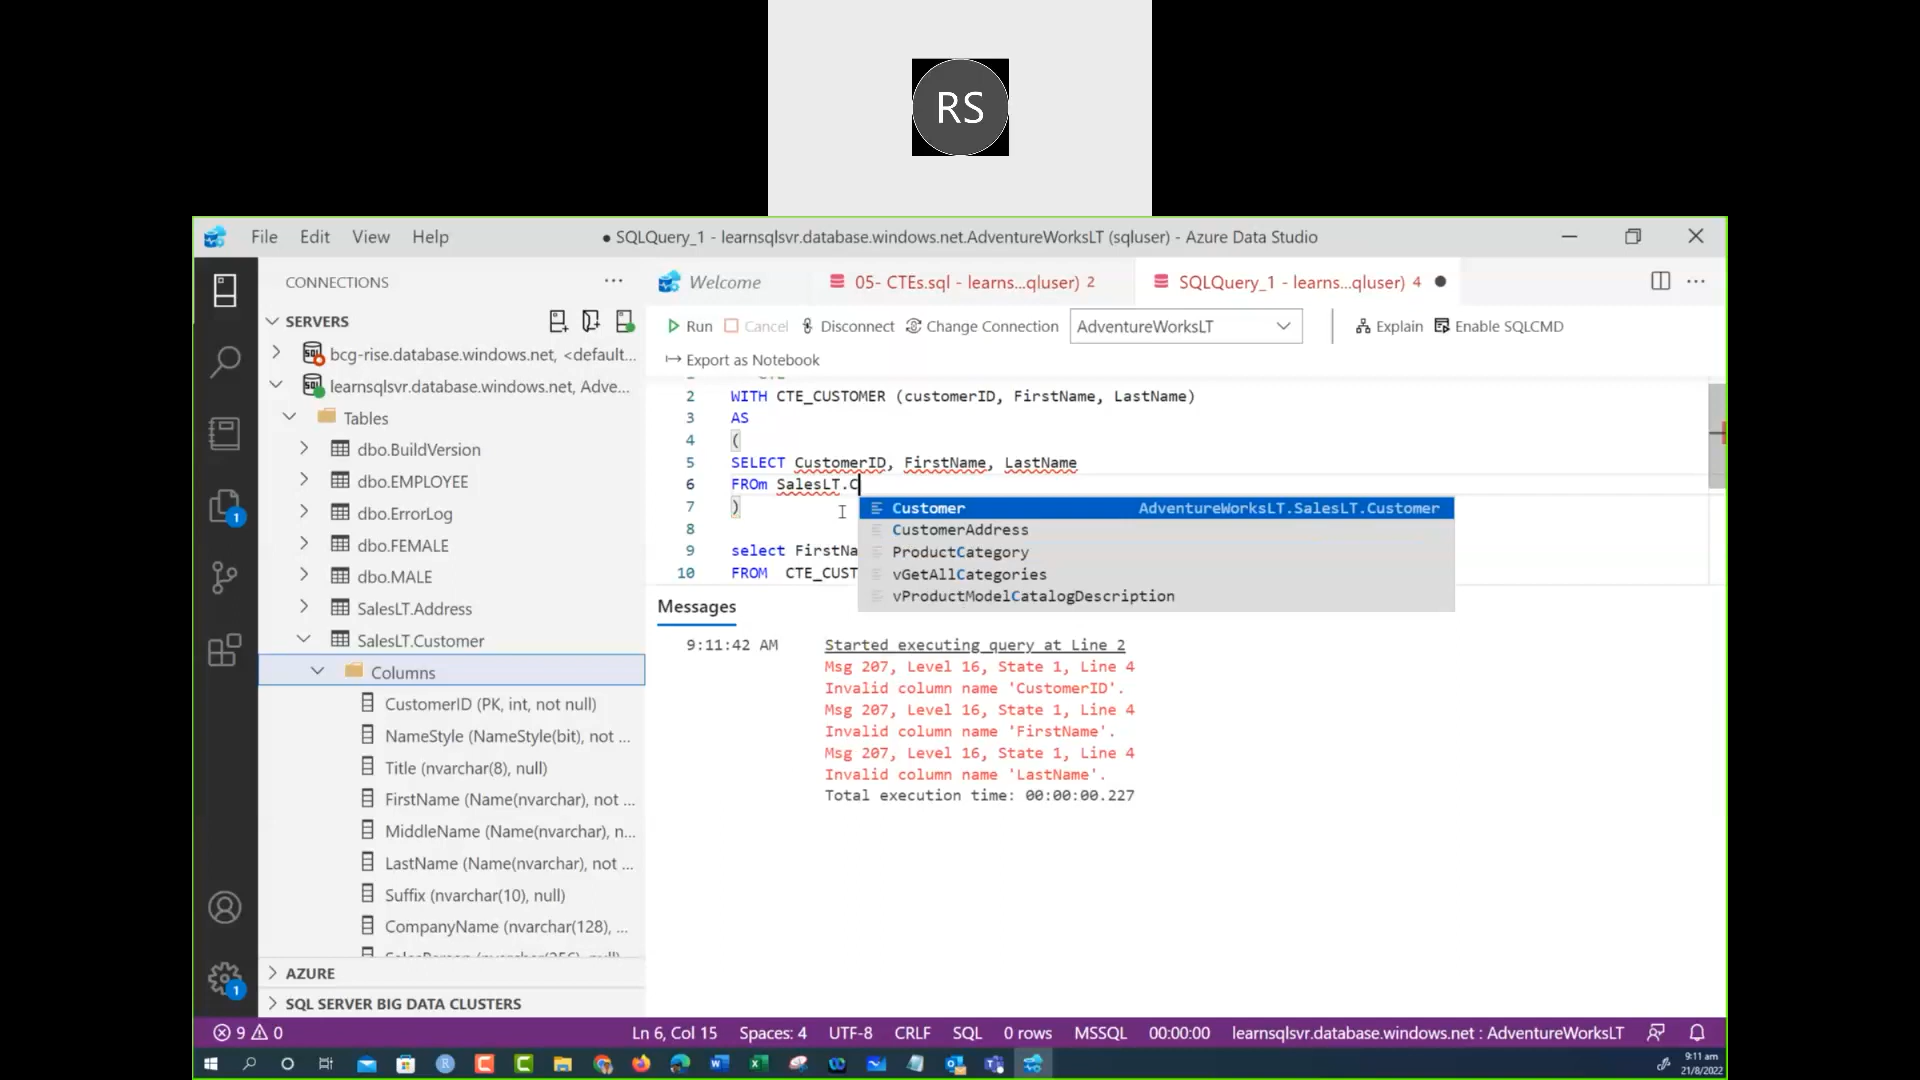 RS
File Edit View Help
● SQLQuery_1 - learnsqlsvr.database.windows.net.AdventureWorksLT (sqluser) - Azure Data Studio
CONNECTIONS
Welcome
05- CTEs.sql - learns...qluser) 2
SQLQuery_1 - learns...qluser) 4
SERVERS
Run Cancel Disconnect Change Connection AdventureWorksLT Explain Enable SQLCMD
Export as Notebook
bcg-rise.database.windows.net, <default...
learnsqlsvr.database.windows.net, Adve...
Tables
dbo.BuildVersion
dbo.EMPLOYEE
dbo.ErrorLog
dbo.FEMALE
dbo.MALE
SalesLT.Address
SalesLT.Customer
Columns
CustomerID (PK, int, not null)
NameStyle (NameStyle(bit), not ...
Title (nvarchar(8), null)
FirstName (Name(nvarchar), not ...
MiddleName (Name(nvarchar), n...
LastName (Name(nvarchar), not ...
Suffix (nvarchar(10), null)
CompanyName (nvarchar(128), ...
AZURE
SQL SERVER BIG DATA CLUSTERS
2 WITH CTE_CUSTOMER (customerID, FirstName, LastName)
3 AS
4 (
5 SELECT CustomerID, FirstName, LastName
6 FROm SalesLT.C
7 )
8
9 select FirstNa
10 FROM CTE_CUST
Customer AdventureWorksLT.SalesLT.Customer
CustomerAddress
ProductCategory
vGetAllCategories
vProductModelCatalogDescription
Messages
9:11:42 AM Started executing query at Line 2
Msg 207, Level 16, State 1, Line 4
Invalid column name 'CustomerID'.
Msg 207, Level 16, State 1, Line 4
Invalid column name 'FirstName'.
Msg 207, Level 16, State 1, Line 4
Invalid column name 'LastName'.
Total execution time: 00:00:00.227
1
1
9 0
Ln 6, Col 15 Spaces: 4 UTF-8 CRLF SQL 0 rows MSSQL 00:00:00 learnsqlsvr.database.windows.net : AdventureWorksLT
9:11 am
21/8/2022